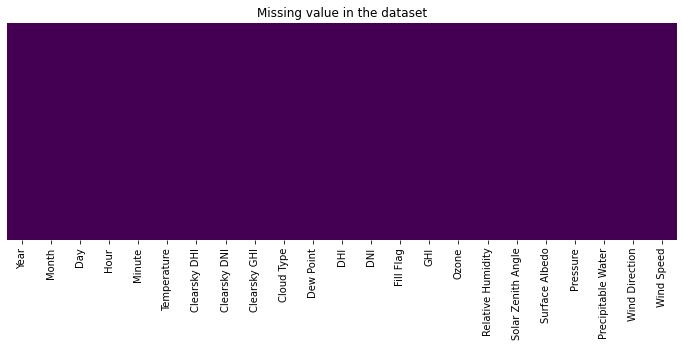 Missing value in the dataset
Year
Month
Day
Hour
Minute
Temperature
Clearsky DHI
Clearsky DNI
Clearsky GHI
Cloud Type
Dew Point
DHI
DNI
Fill Flag
GHI
Ozone
Relative Humidity
Solar Zenith Angle
Surface Albedo
Pressure
Precipitable Water
Wind Direction
Wind Speed